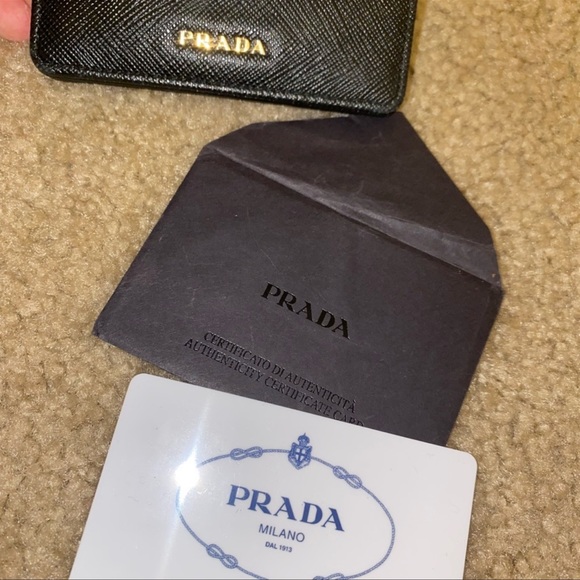 PRADA
PRADA
CERTIFICATO DI AUTENTICITÀ
AUTHENTICITY CERTIFICATE CARD
PRADA
MILANO
DAL 1913